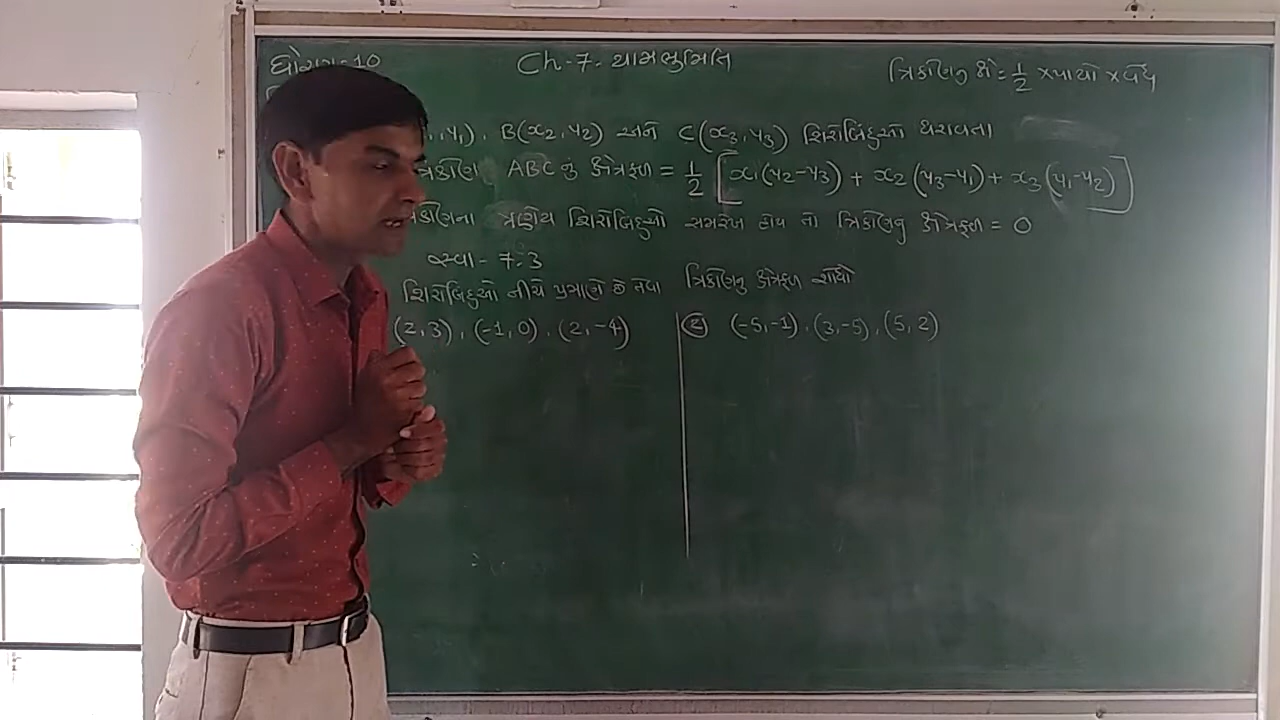 ધોરણ-10 Ch-7. યામભૂમિતિ ત્રિકોણનું ક્ષે = 1/2 × પાયો × વેધ
, y₁), B(x₂, y₂) અને C(x₃, y₃) શિરોબિંદુઓ ધરાવતા
ત્રિકોણ ABC નું ક્ષેત્રફળ = 1/2 [x₁(y₂-y₃) + x₂(y₃-y₁) + x₃(y₁-y₂)]
ત્રિકોણના ત્રણેય શિરોબિંદુઓ સમરેખ હોય તો ત્રિકોણનું ક્ષેત્રફળ = 0
સ્વા - 7.3
શિરોબિંદુઓ નીચે પ્રમાણે છે તેવા ત્રિકોણનું ક્ષેત્રફળ શોધો
(2, 3), (-1, 0), (2, -4) ② (-5, -1), (3, -5), (5, 2)